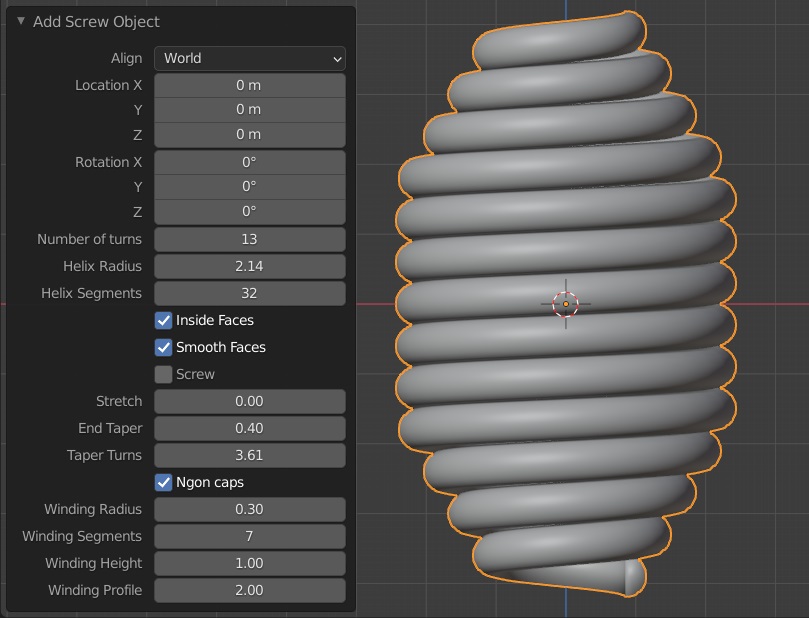 Add Screw Object
Align World
Location X 0 m
Y 0 m
Z 0 m
Rotation X 0°
Y 0°
Z 0°
Number of turns 13
Helix Radius 2.14
Helix Segments 32
Inside Faces
Smooth Faces
Screw
Stretch 0.00
End Taper 0.40
Taper Turns 3.61
Ngon caps
Winding Radius 0.30
Winding Segments 7
Winding Height 1.00
Winding Profile 2.00